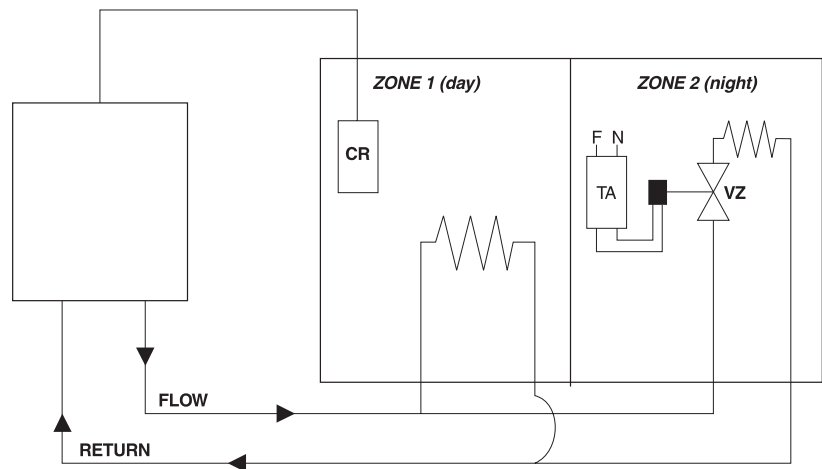 ZONE 1 (day)
ZONE 2 (night)
F N
CR
TA
VZ
FLOW
RETURN